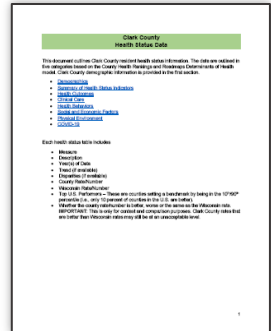 Clark County
Health Status Data
This document outlines Clark County resident health status information. The data are outlined in
five categories based on the County Health Rankings and Roadmaps Determinants of Health
model. Clark County demographic information is provided in the first section.
• Demographics
• Summary of Health Status Indicators
• Health Outcomes
• Clinical Care
• Health Behaviors
• Social and Economic Factors
• Physical Environment
• COVID-19
Each health status table includes
• Measure
• Description
• Year(s) of Data
• Trend (if available)
• Disparities (if available)
• County Rate/Number
• Wisconsin Rate/Number
• Top U.S. Performers – These are counties setting a benchmark by being in the 10th/90th
percentile (i.e., only 10 percent of counties in the U.S. are better).
• Whether the county rate/number is better, worse or the same as the Wisconsin rate.
IMPORTANT: This is only for context and comparison purposes. Clark County rates that
are better than Wisconsin rates may still be at an unacceptable level.
1